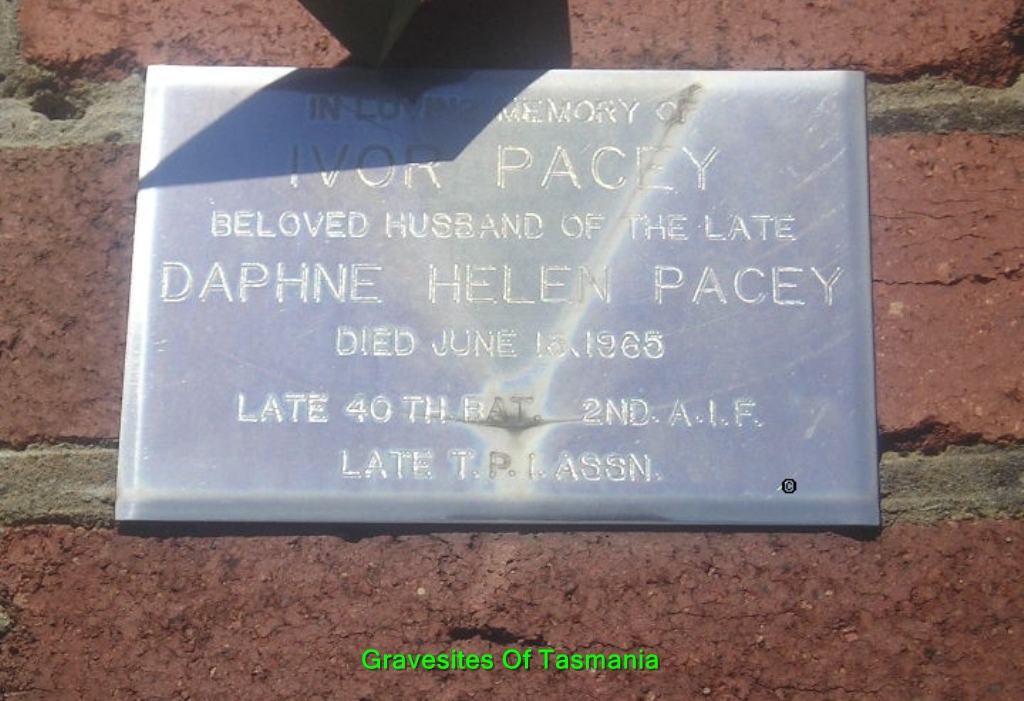 IN LOVING MEMORY OF
IVOR PACEY
BELOVED HUSBAND OF THE LATE
DAPHNE HELEN PACEY
DIED JUNE 1965
LATE 40TH BAT. 2ND. A.I.F.
LATE T.P.I. ASSN.
©
Gravesites Of Tasmania